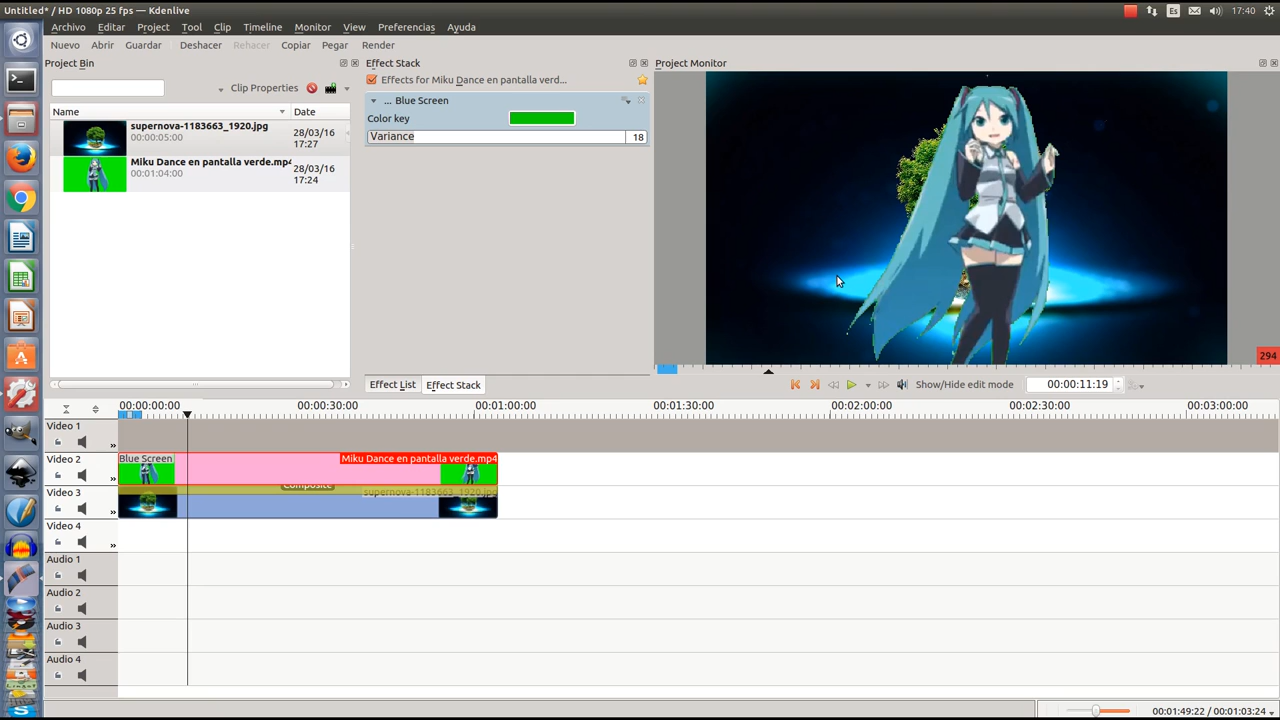 Untitled* / HD 1080p 25 fps — Kdenlive
Es
17:40
Archivo Editar Project Tool Clip Timeline Monitor View Preferencias Ayuda
Nuevo Abrir Guardar Deshacer Rehacer Copiar Pegar Render
Project Bin
Clip Properties
Name Date
supernova-1183663_1920.jpg
00:00:05:00
28/03/16
17:27
Miku Dance en pantalla verde.mp4
00:01:04:00
28/03/16
17:24
Effect Stack
Effects for Miku Dance en pantalla verd...
... Blue Screen
Color key
Variance 18
Effect List Effect Stack
Project Monitor
294
Show/Hide edit mode 00:00:11:19
00:00:00:00 00:00:30:00 00:01:00:00 00:01:30:00 00:02:00:00 00:02:30:00 00:03:00:00
Video 1
Video 2
Blue Screen Miku Dance en pantalla verde.mp4
Video 3
Composite supernova-1183663_1920.jpg
Video 4
Audio 1
Audio 2
Audio 3
Audio 4
00:01:49:22 / 00:01:03:24